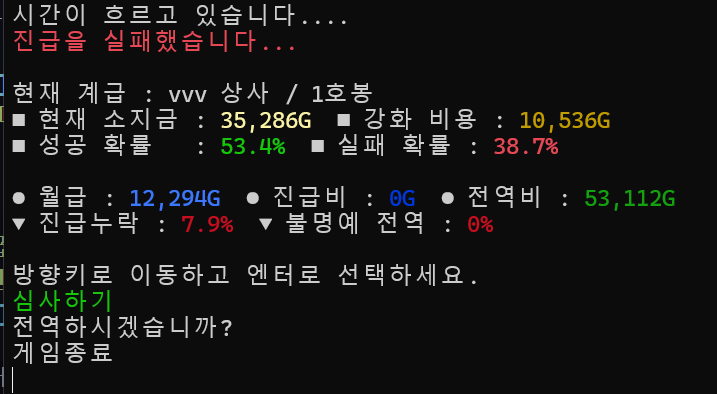 시간이 흐르고 있습니다....
진급을 실패했습니다...
현재 계급 : vvv 상사 / 1호봉
■ 현재 소지금 : 35,286G ■ 강화 비용 : 10,536G
■ 성공 확률 : 53.4% ■ 실패 확률 : 38.7%
● 월급 : 12,294G ● 진급비 : 0G ● 전역비 : 53,112G
▼ 진급누락 : 7.9% ▼ 불명예 전역 : 0%
방향키로 이동하고 엔터로 선택하세요.
심사하기
전역하시겠습니까?
게임종료